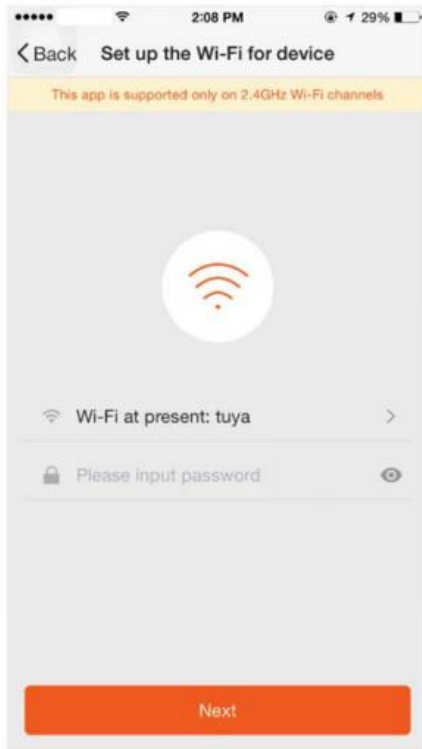 2:08 PM
29%
Back
Set up the Wi-Fi for device
This app is supported only on 2.4GHz Wi-Fi channels
Wi-Fi at present: tuya
Please input password
Next